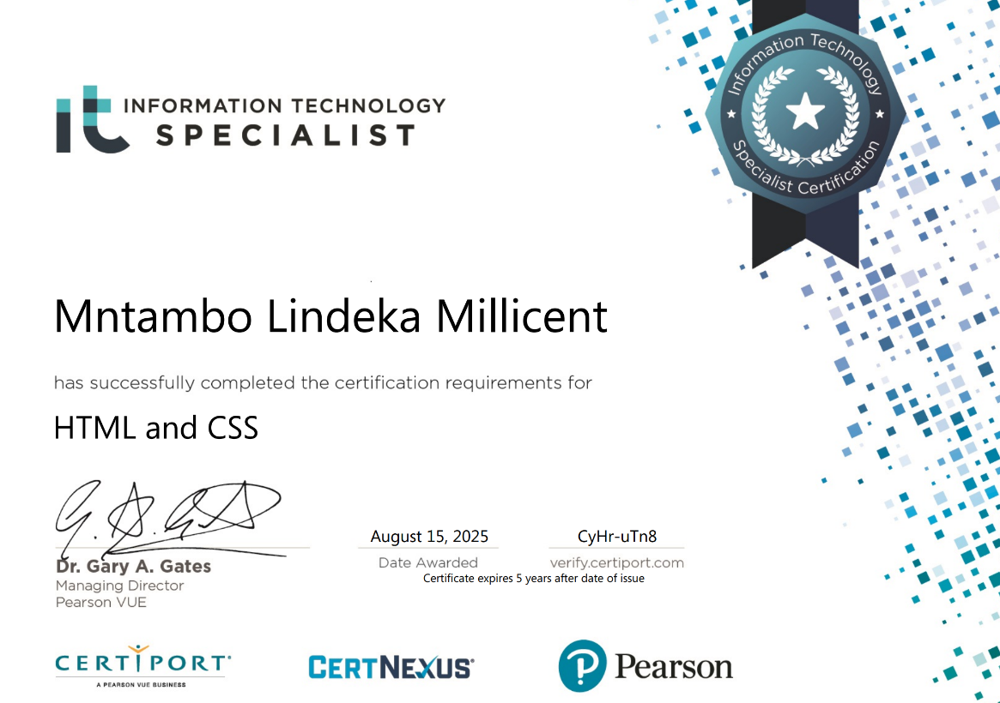 Information Technology
Specialist Certification
it INFORMATION TECHNOLOGY
SPECIALIST
Mntambo Lindeka Millicent
has successfully completed the certification requirements for
HTML and CSS
August 15, 2025
CyHr-uTn8
Dr. Gary A. Gates
Date Awarded
verify.certiport.com
Certificate expires 5 years after date of issue
Managing Director
Pearson VUE
CERTIPORT®
A PEARSON VUE BUSINESS
CERTNEXUS®
P Pearson